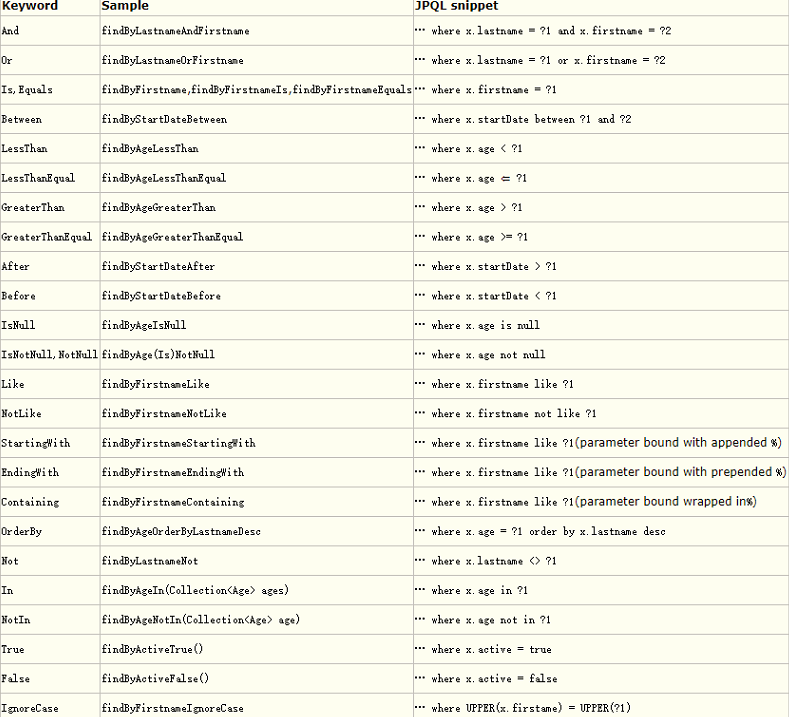 Keyword Sample JPQL snippet
And findByLastnameAndFirstname … where x.lastname = ?1 and x.firstname = ?2
Or findByLastnameOrFirstname … where x.lastname = ?1 or x.firstname = ?2
Is,Equals findByFirstname,findByFirstnameIs,findByFirstnameEquals … where x.firstname = ?1
Between findByStartDateBetween … where x.startDate between ?1 and ?2
LessThan findByAgeLessThan … where x.age < ?1
LessThanEqual findByAgeLessThanEqual … where x.age <= ?1
GreaterThan findByAgeGreaterThan … where x.age > ?1
GreaterThanEqual findByAgeGreaterThanEqual … where x.age >= ?1
After findByStartDateAfter … where x.startDate > ?1
Before findByStartDateBefore … where x.startDate < ?1
IsNull findByAgeIsNull … where x.age is null
IsNotNull,NotNull findByAge(Is)NotNull … where x.age not null
Like findByFirstnameLike … where x.firstname like ?1
NotLike findByFirstnameNotLike … where x.firstname not like ?1
StartingWith findByFirstnameStartingWith … where x.firstname like ?1(parameter bound with appended %)
EndingWith findByFirstnameEndingWith … where x.firstname like ?1(parameter bound with prepended %)
Containing findByFirstnameContaining … where x.firstname like ?1(parameter bound wrapped in%)
OrderBy findByAgeOrderByLastnameDesc … where x.age = ?1 order by x.lastname desc
Not findByLastnameNot … where x.lastname <> ?1
In findByAgeIn(Collection<Age> ages) … where x.age in ?1
NotIn findByAgeNotIn(Collection<Age> age) … where x.age not in ?1
True findByActiveTrue() … where x.active = true
False findByActiveFalse() … where x.active = false
IgnoreCase findByFirstnameIgnoreCase … where UPPER(x.firstame) = UPPER(?1)